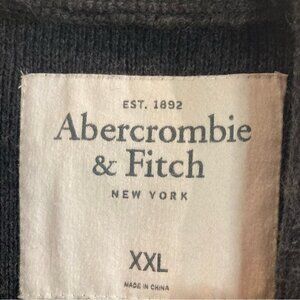 EST. 1892
Abercrombie
& Fitch
NEW YORK
XXL
MADE IN CHINA